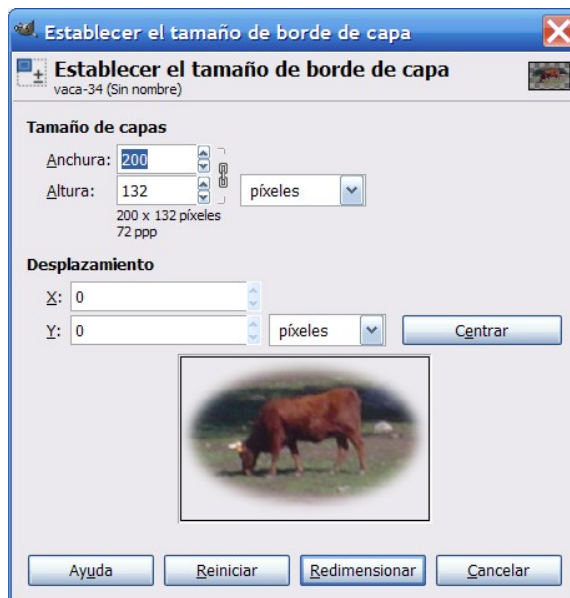 Establecer el tamaño de borde de capa
Establecer el tamaño de borde de capa
vaca-34 (Sin nombre)
Tamaño de capas
Anchura: 200
Altura: 132 píxeles
200 x 132 píxeles
72 ppp
Desplazamiento
X: 0
Y: 0 píxeles Centrar
Ayuda Reiniciar Redimensionar Cancelar